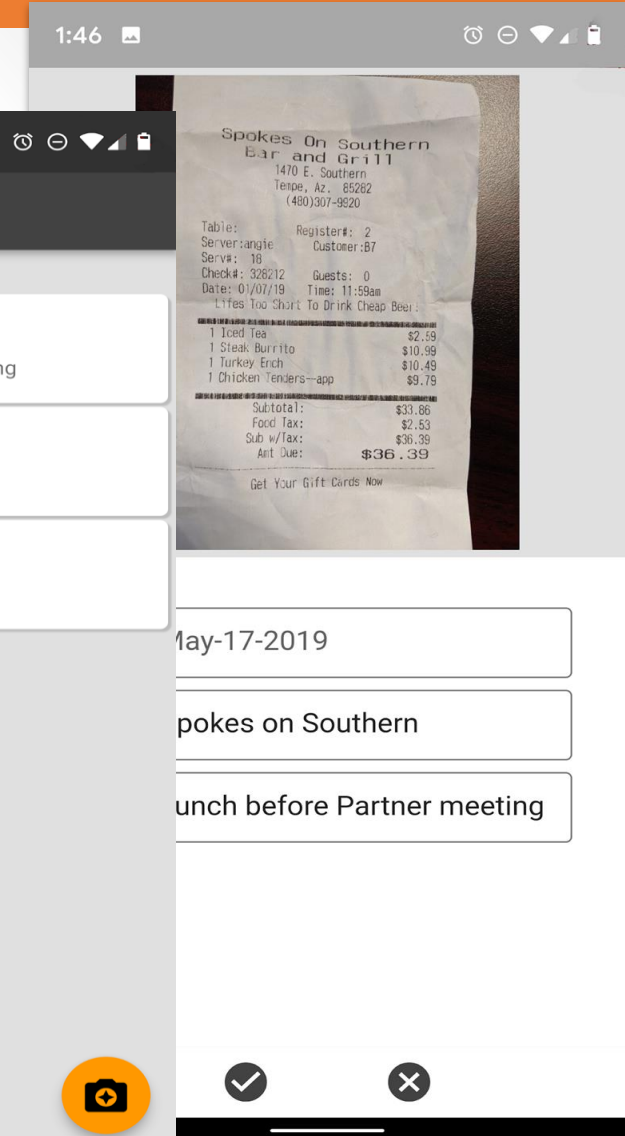 1:46
Spokes On Southern
Bar and Grill
1470 E. Southern
Tempe, Az. 85282
(480)307-9920
Table: Register#: 2
Server:angie Customer:B7
Serv#: 18
Check#: 328212 Guests: 0
Date: 01/07/19 Time: 11:59am
Lifes Too Short To Drink Cheap Beer!
1 Iced Tea $2.59
1 Steak Burrito $10.99
1 Turkey Ench $10.49
1 Chicken Tenders--app $9.79
Subtotal: $33.86
Food Tax: $2.53
Sub w/Tax: $36.39
Amt Due: $36.39
Get Your Gift Cards Now
ng
May-17-2019
pokes on Southern
unch before Partner meeting